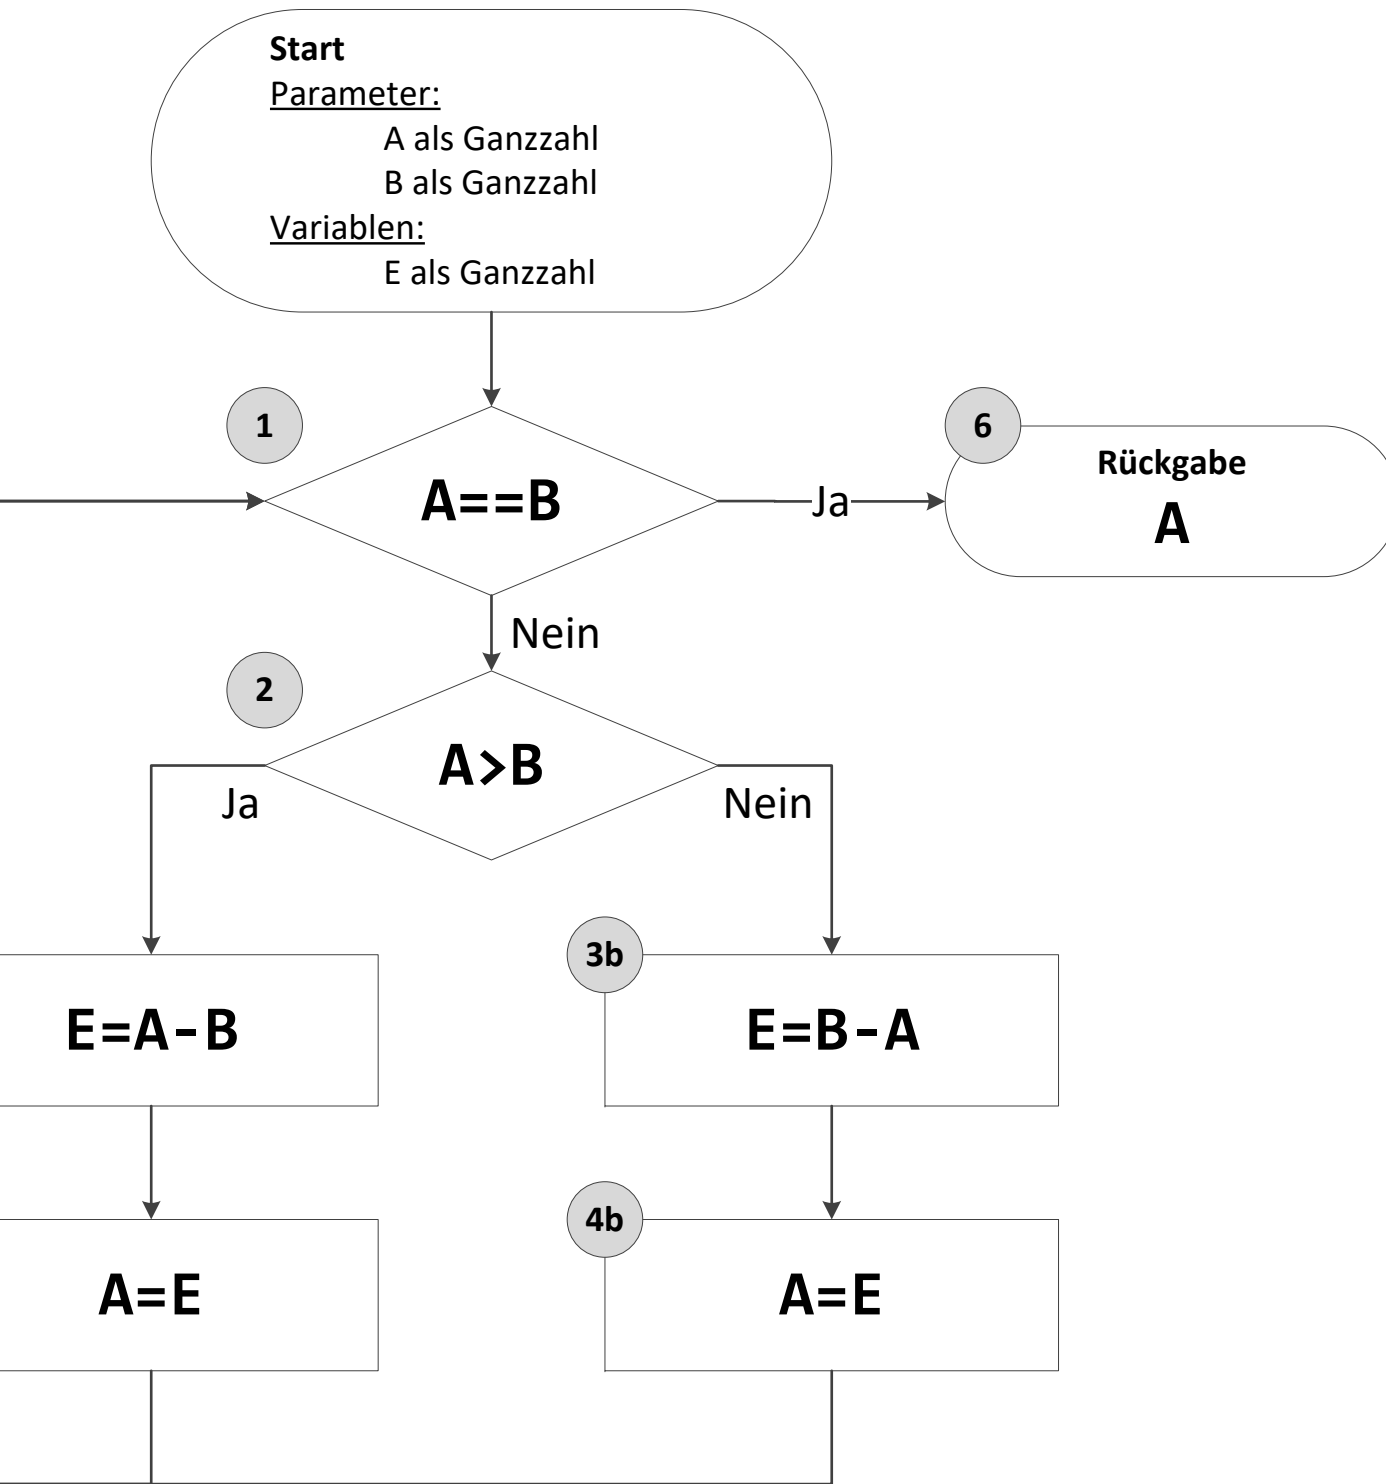 Start
Parameter:
A als Ganzzahl
B als Ganzzahl
Variablen:
E als Ganzzahl
1
A==B
Ja
6
Rückgabe
A
Nein
2
A>B
Ja
Nein
E=A-B
3b
E=B-A
A=E
4b
A=E